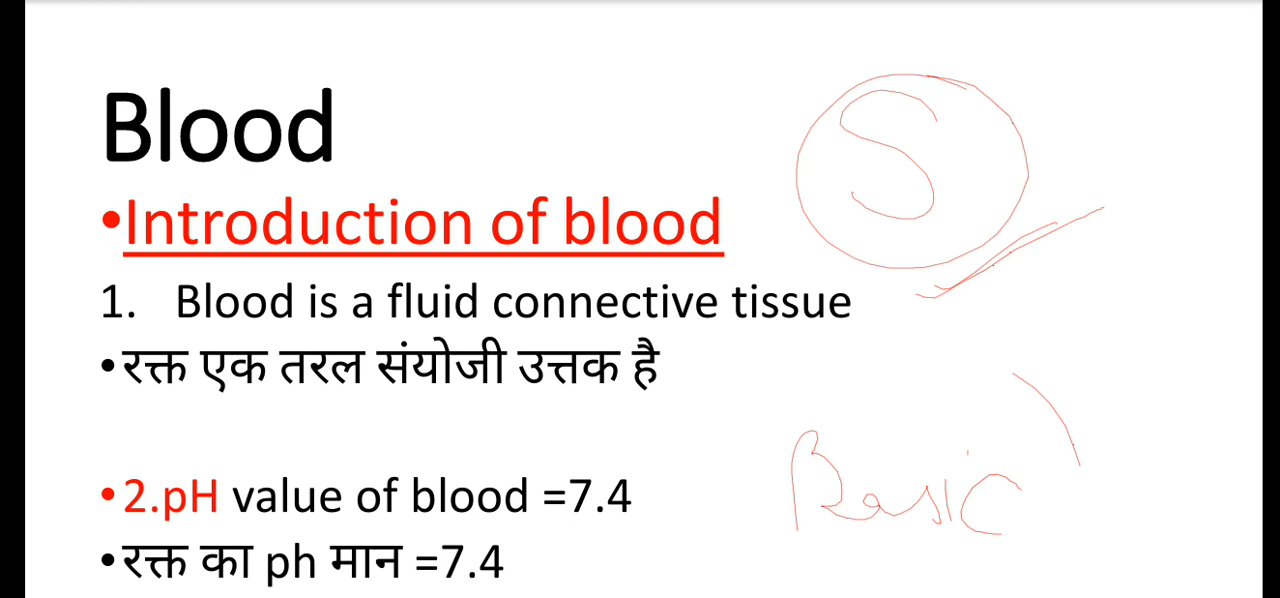 Blood
S
•Introduction of blood
1. Blood is a fluid connective tissue
•रक्त एक तरल संयोजी उत्तक है
•2.pH value of blood =7.4
Basic
•रक्त का ph मान =7.4